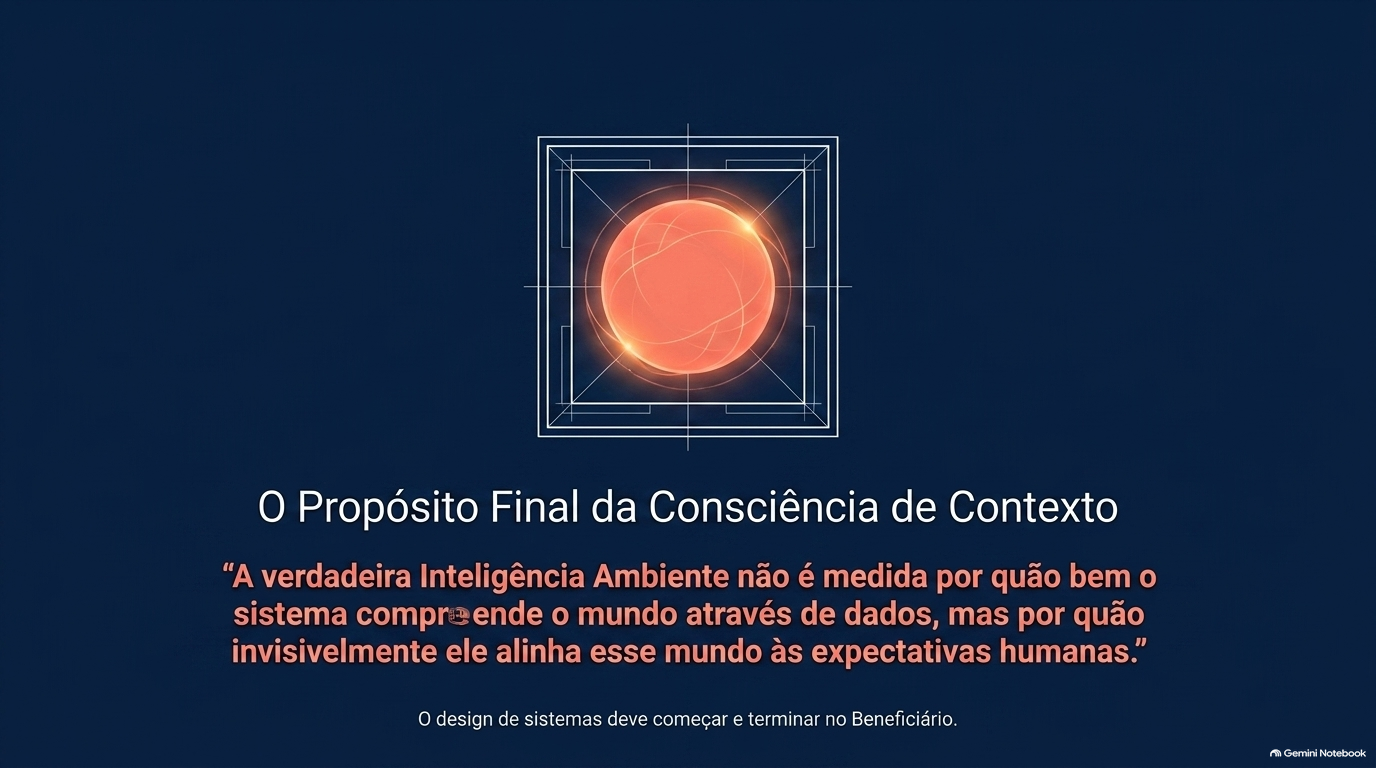 O Propósito Final da Consciência de Contexto
“A verdadeira Inteligência Ambiente não é medida por quão bem o
sistema o mundo através de dados, mas por quão
invisivelmente ele alinha esse mundo às expectativas humanas.”
O design de sistemas deve começar e terminar no Beneficiário.
Gemini Notebook